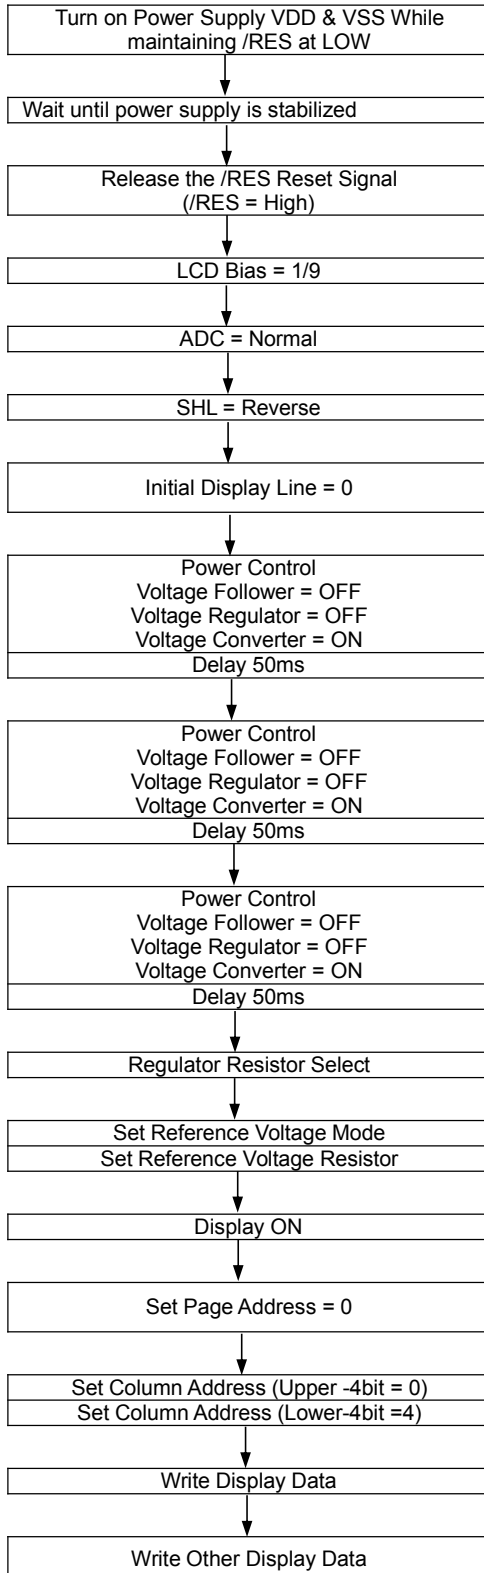 Turn on Power Supply VDD & VSS While
maintaining /RES at LOW
Wait until power supply is stabilized
Release the /RES Reset Signal
(/RES = High)
LCD Bias = 1/9
ADC = Normal
SHL = Reverse
Initial Display Line = 0
Power Control
Voltage Follower = OFF
Voltage Regulator = OFF
Voltage Converter = ON
Delay 50ms
Power Control
Voltage Follower = OFF
Voltage Regulator = OFF
Voltage Converter = ON
Delay 50ms
Power Control
Voltage Follower = OFF
Voltage Regulator = OFF
Voltage Converter = ON
Delay 50ms
Regulator Resistor Select
Set Reference Voltage Mode
Set Reference Voltage Resistor
Display ON
Set Page Address = 0
Set Column Address (Upper -4bit = 0)
Set Column Address (Lower-4bit =4)
Write Display Data
Write Other Display Data